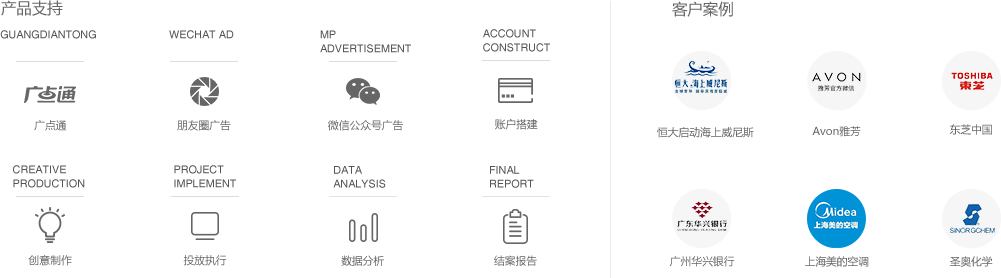 产品支持
GUANGDIANTONG
WECHAT AD
MP
ADVERTISEMENT
ACCOUNT
CONSTRUCT
广点通
广点通
朋友圈广告
微信公众号广告
账户搭建
CREATIVE
PRODUCTION
PROJECT
IMPLEMENT
DATA
ANALYSIS
FINAL
REPORT
创意制作
投放执行
数据分析
结案报告
客户案例
恒大海上威尼斯
AVON
雅芳官方微信
TOSHIBA
東芝
恒大启动海上威尼斯
Avon雅芳
东芝中国
广东华兴银行
Midea
上海美的空调
SINORGCHEM
广州华兴银行
上海美的空调
圣奥化学